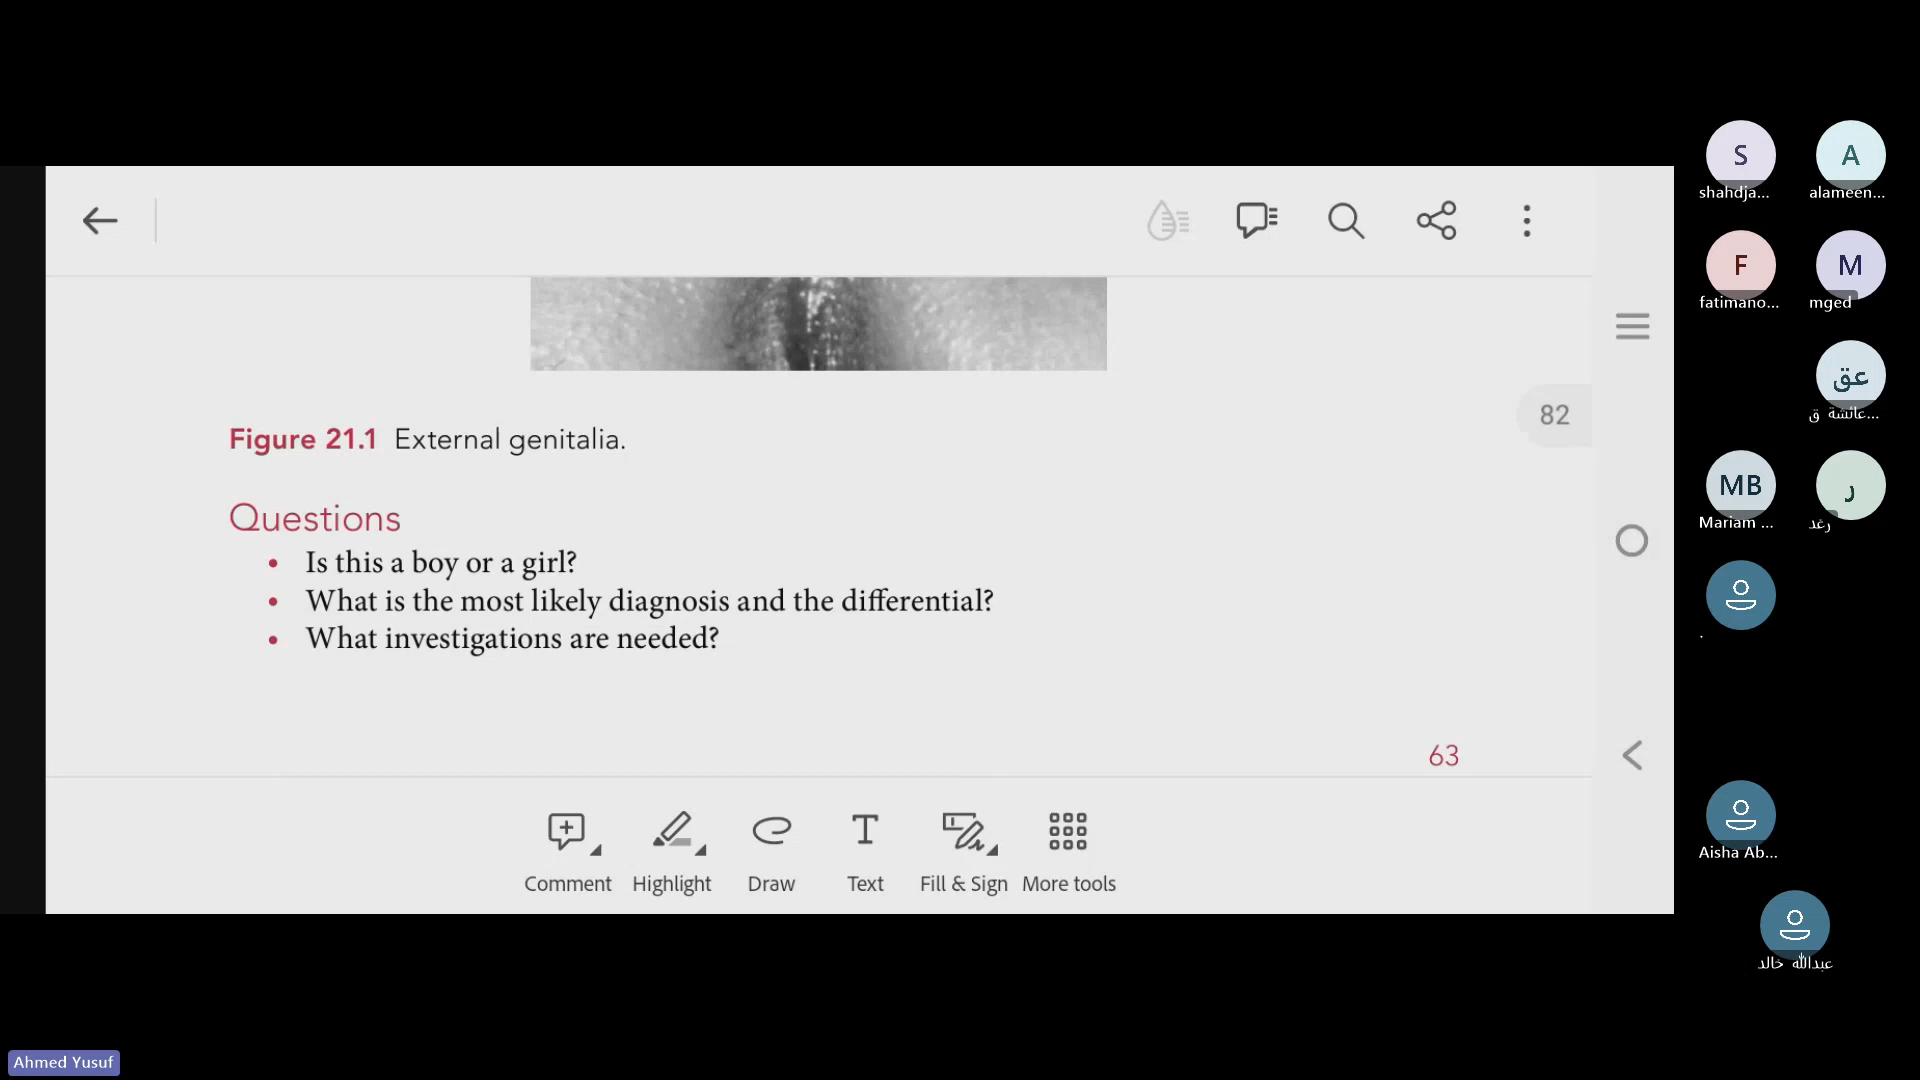 82
Figure 21.1 External genitalia.
Questions
• Is this a boy or a girl?
• What is the most likely diagnosis and the differential?
• What investigations are needed?
63
Comment
Highlight
Draw
Text
Fill & Sign
More tools
S
shahdja...
A
alameen...
F
fatimano...
M
mged
عق
عائشة ق...
MB
Mariam ...
ر
رغد
.
Aisha Ab...
عبدالله خالد
Ahmed Yusuf